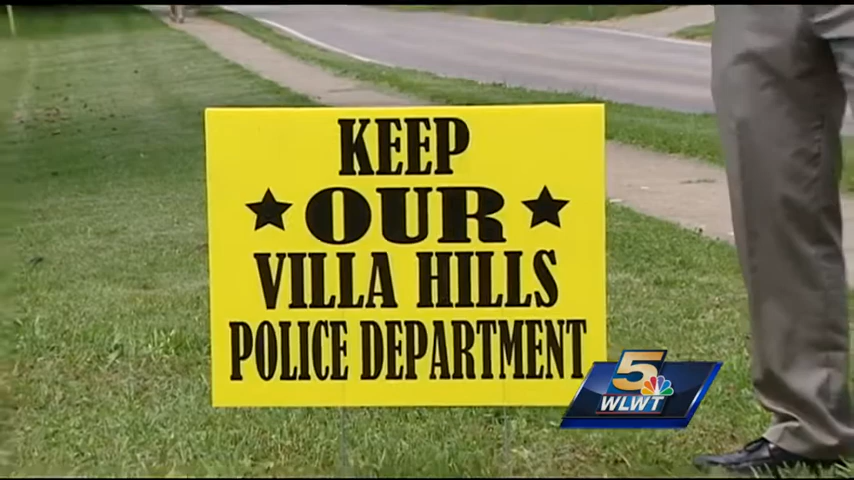 KEEP
★ OUR ★
VILLA HILLS
POLICE DEPARTMENT
5
WLWT